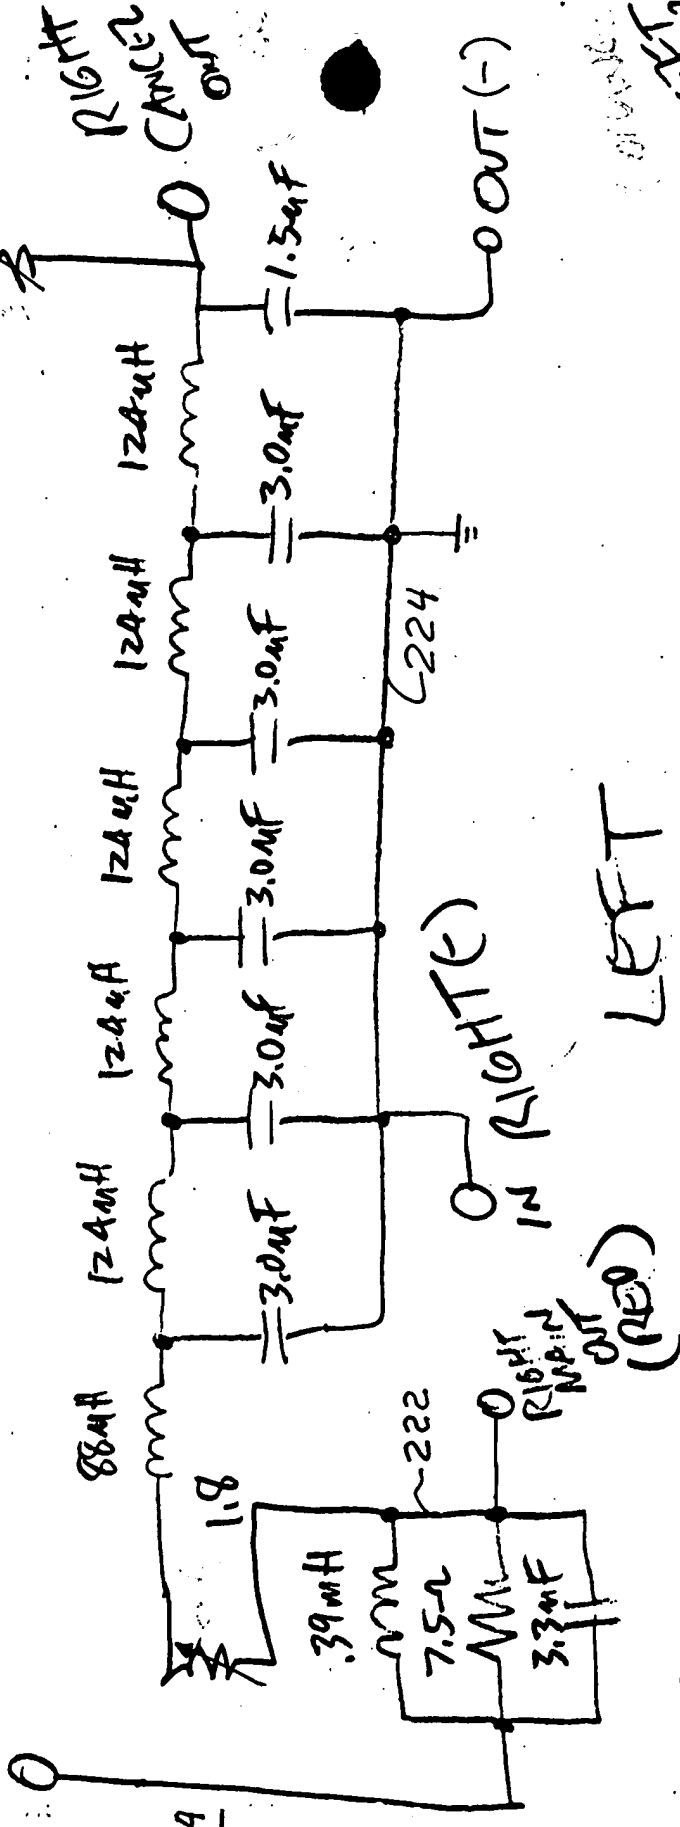 RIGHT
CANCEL
OUT
OUT (-)
1.5uF
124uH
3.0uF
124uH
3.0uF
224
124uH
3.0uF
124uH
3.0uF
RIGHT(-)
IN
LEFT
124uH
3.0uF
88uH
1.8
222
RIGHT
MAIN
OUT
(RED)
.39mH
7.5Ω
3.3uF